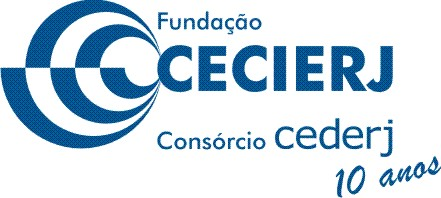 Fundação
CECIERJ
Consórcio cederj
10 anos